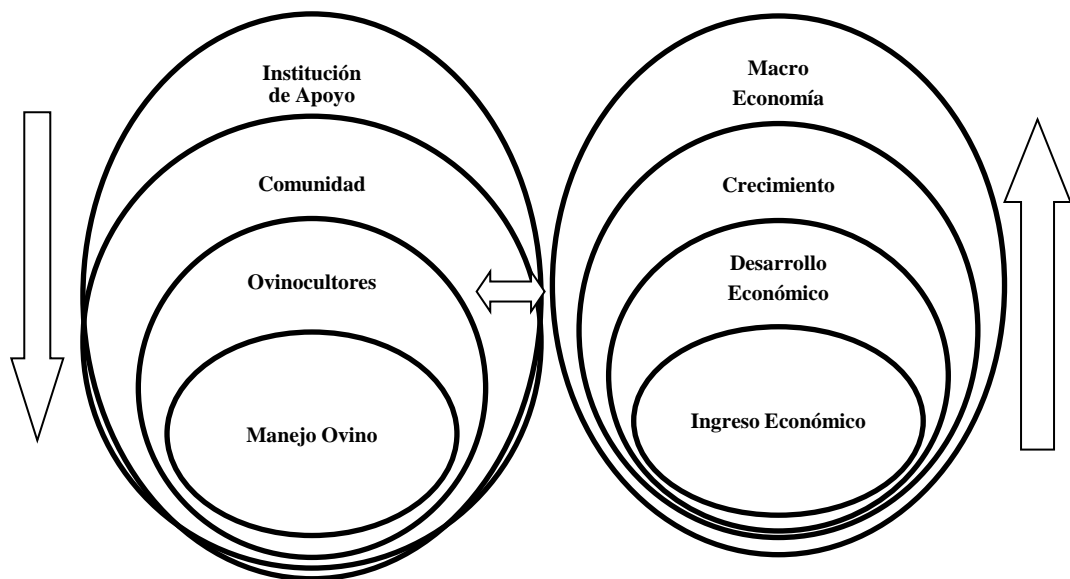 Institución
de Apoyo
Comunidad
Ovinocultores
Manejo Ovino
Macro
Economía
Crecimiento
Desarrollo
Económico
Ingreso Económico